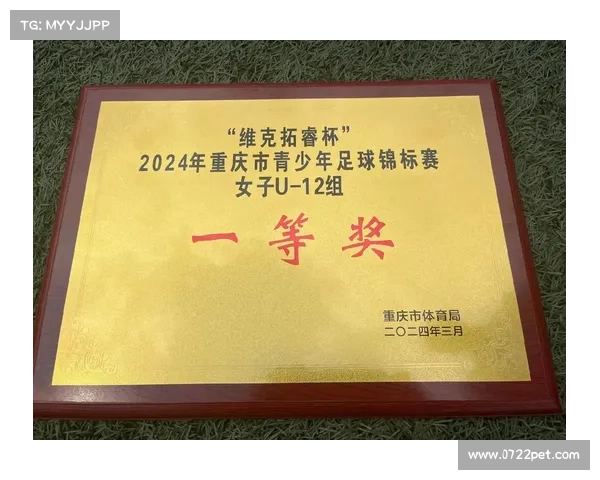 TG: MYYJJPP
“维克拓睿杯”
2024年重庆市青少年足球锦标赛
女子U-12组
一等奖
重庆市体育局
二〇二四年三月
www.0722pet.com